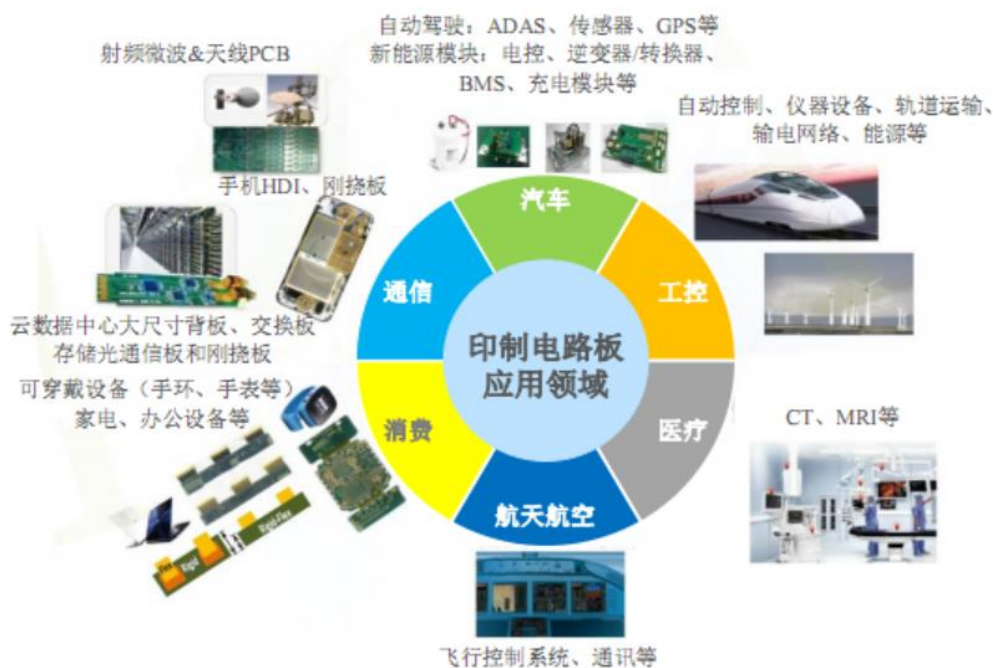 自动驾驶：ADAS、传感器、GPS等
新能源模块：电控、逆变器/转换器、
BMS、充电模块等
射频微波&天线PCB
自动控制、仪器设备、轨道运输、
输电网络、能源等
手机HDI、刚挠板
汽车
通信
工控
云数据中心大尺寸背板、交换板
存储光通信板和刚挠板
印制电路板
应用领域
可穿戴设备（手环、手表等）
家电、办公设备等
消费
医疗
CT、MRI等
航天航空
Flex
Rigid
Rigid-Flex
飞行控制系统、通讯等